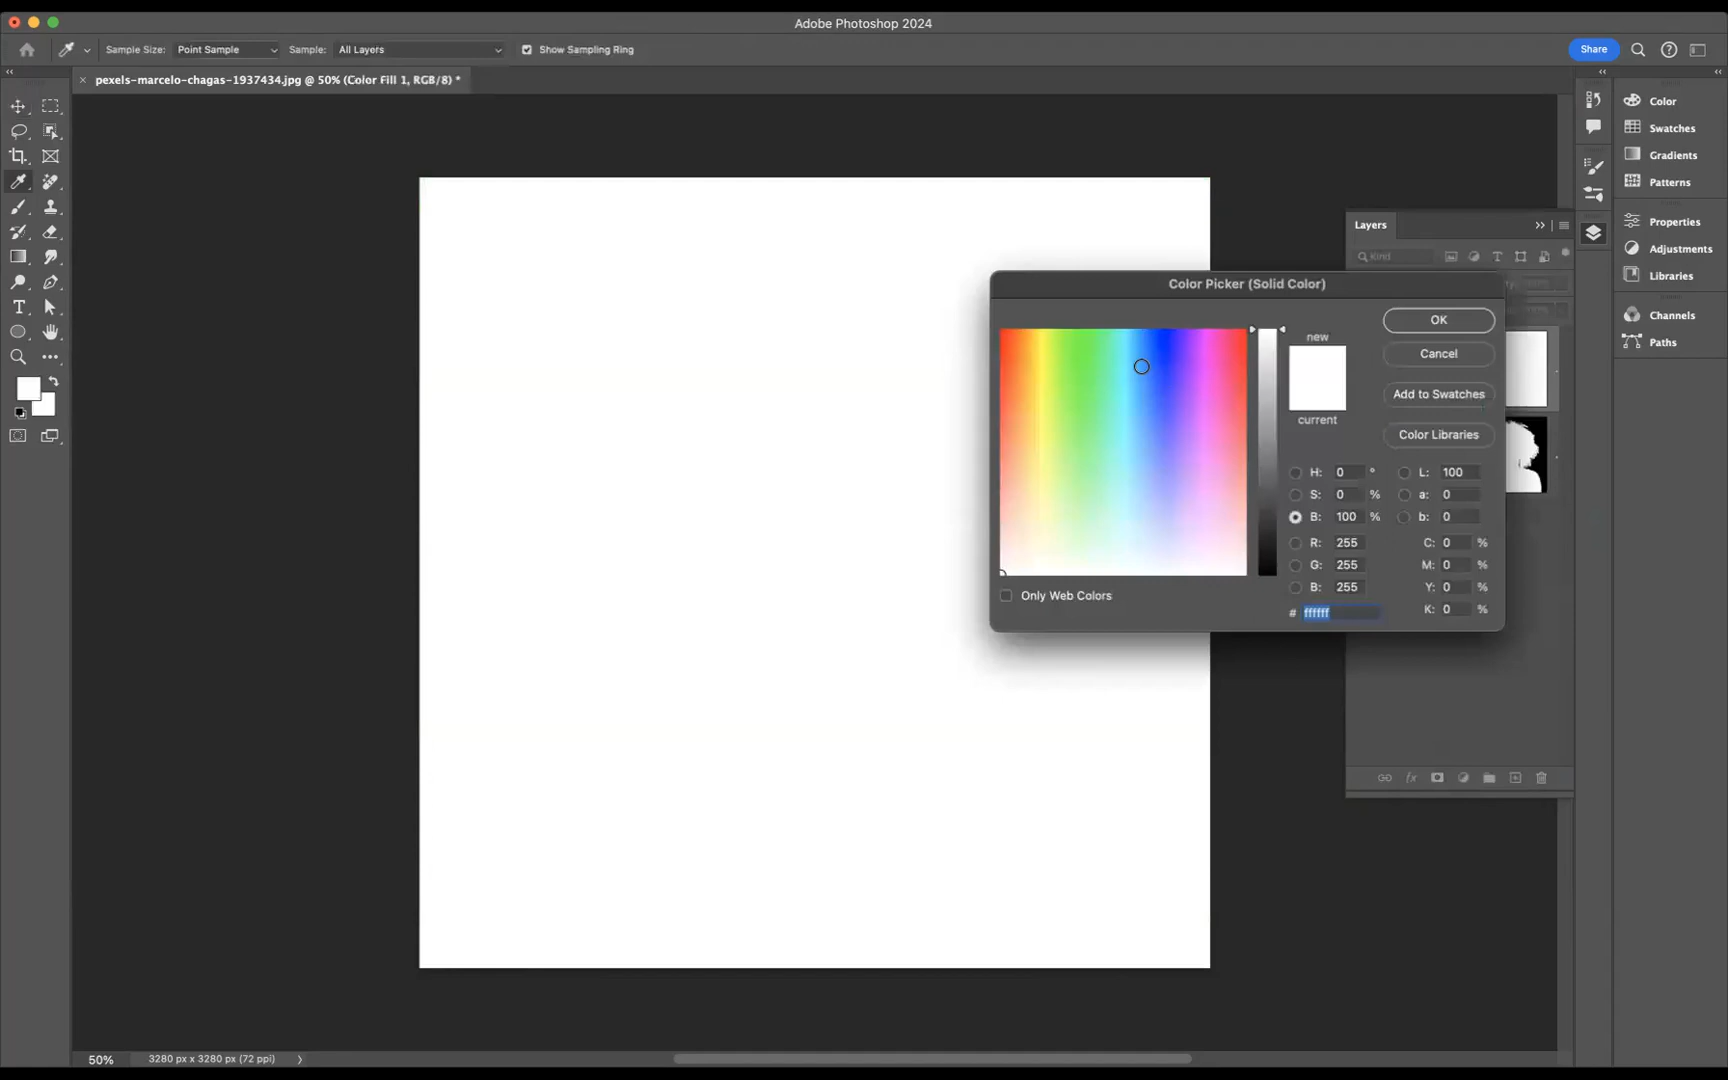 Adobe Photoshop 2024
Sample Size: Point Sample Sample: All Layers Show Sampling Ring Share
pexels-marcelo-chagas-1937434.jpg @ 50% (Color Fill 1, RGB/8) *
Color
Swatches
Gradients
Patterns
Properties
Adjustments
Libraries
Channels
Paths
Layers
Kind
Color Picker (Solid Color)
new
current
OK
Cancel
Add to Swatches
Color Libraries
H: 0 ° L: 100
S: 0 % a: 0
B: 100 % b: 0
R: 255 C: 0 %
G: 255 M: 0 %
B: 255 Y: 0 %
# ffffff K: 0 %
Only Web Colors
50% 3280 px x 3280 px (72 ppi)